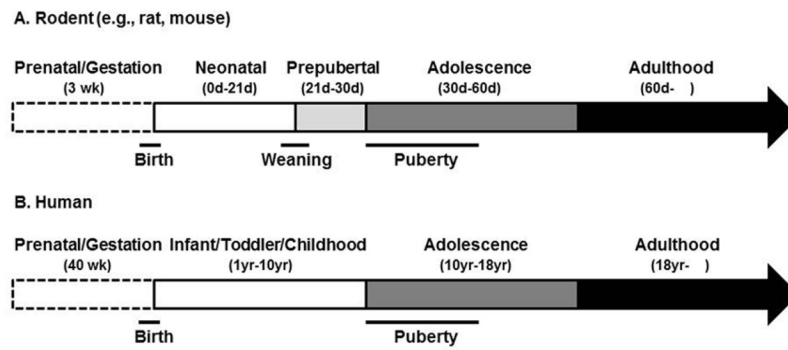 A. Rodent (e.g., rat, mouse)
Prenatal/Gestation Neonatal Prepubertal Adolescence Adulthood
(3 wk) (0d-21d) (21d-30d) (30d-60d) (60d- )
Birth Weaning Puberty
B. Human
Prenatal/Gestation Infant/Toddler/Childhood Adolescence Adulthood
(40 wk) (1yr-10yr) (10yr-18yr) (18yr- )
Birth Puberty